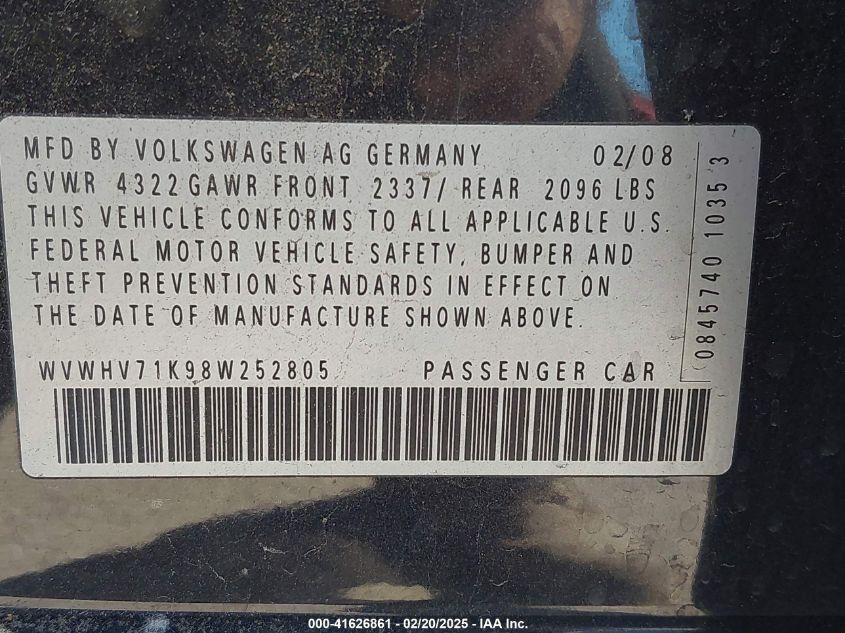 MFD BY VOLKSWAGEN AG GERMANY 02/08
GVWR 4322 GAWR FRONT 2337/ REAR 2096 LBS
THIS VEHICLE CONFORMS TO ALL APPLICABLE U.S.
FEDERAL MOTOR VEHICLE SAFETY, BUMPER AND
THEFT PREVENTION STANDARDS IN EFFECT ON
THE DATE OF MANUFACTURE SHOWN ABOVE.
WVWHV71K98W252805 PASSENGER CAR
0845740 1035 3
000-41626861 - 02/20/2025 - IAA Inc.